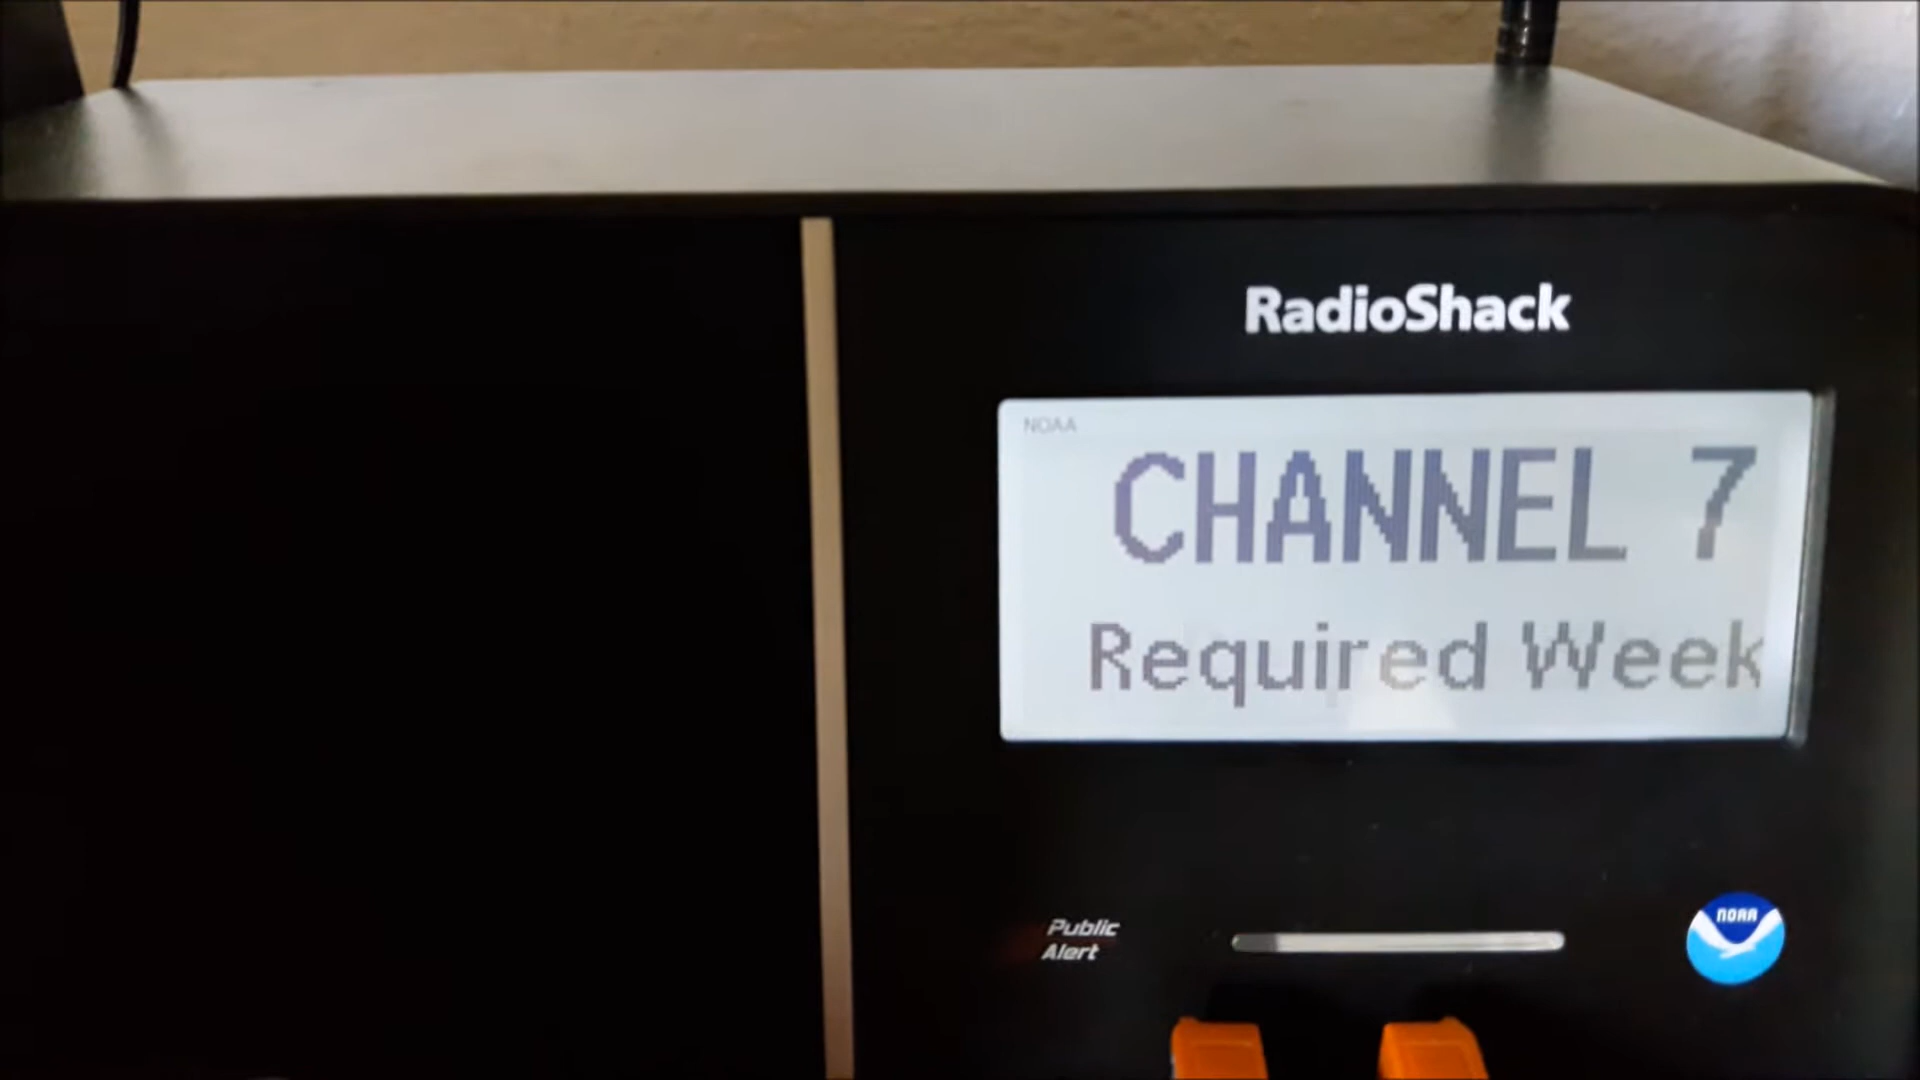 RadioShack
NOAA
CHANNEL 7
Required Week
Public
Alert
NOAA